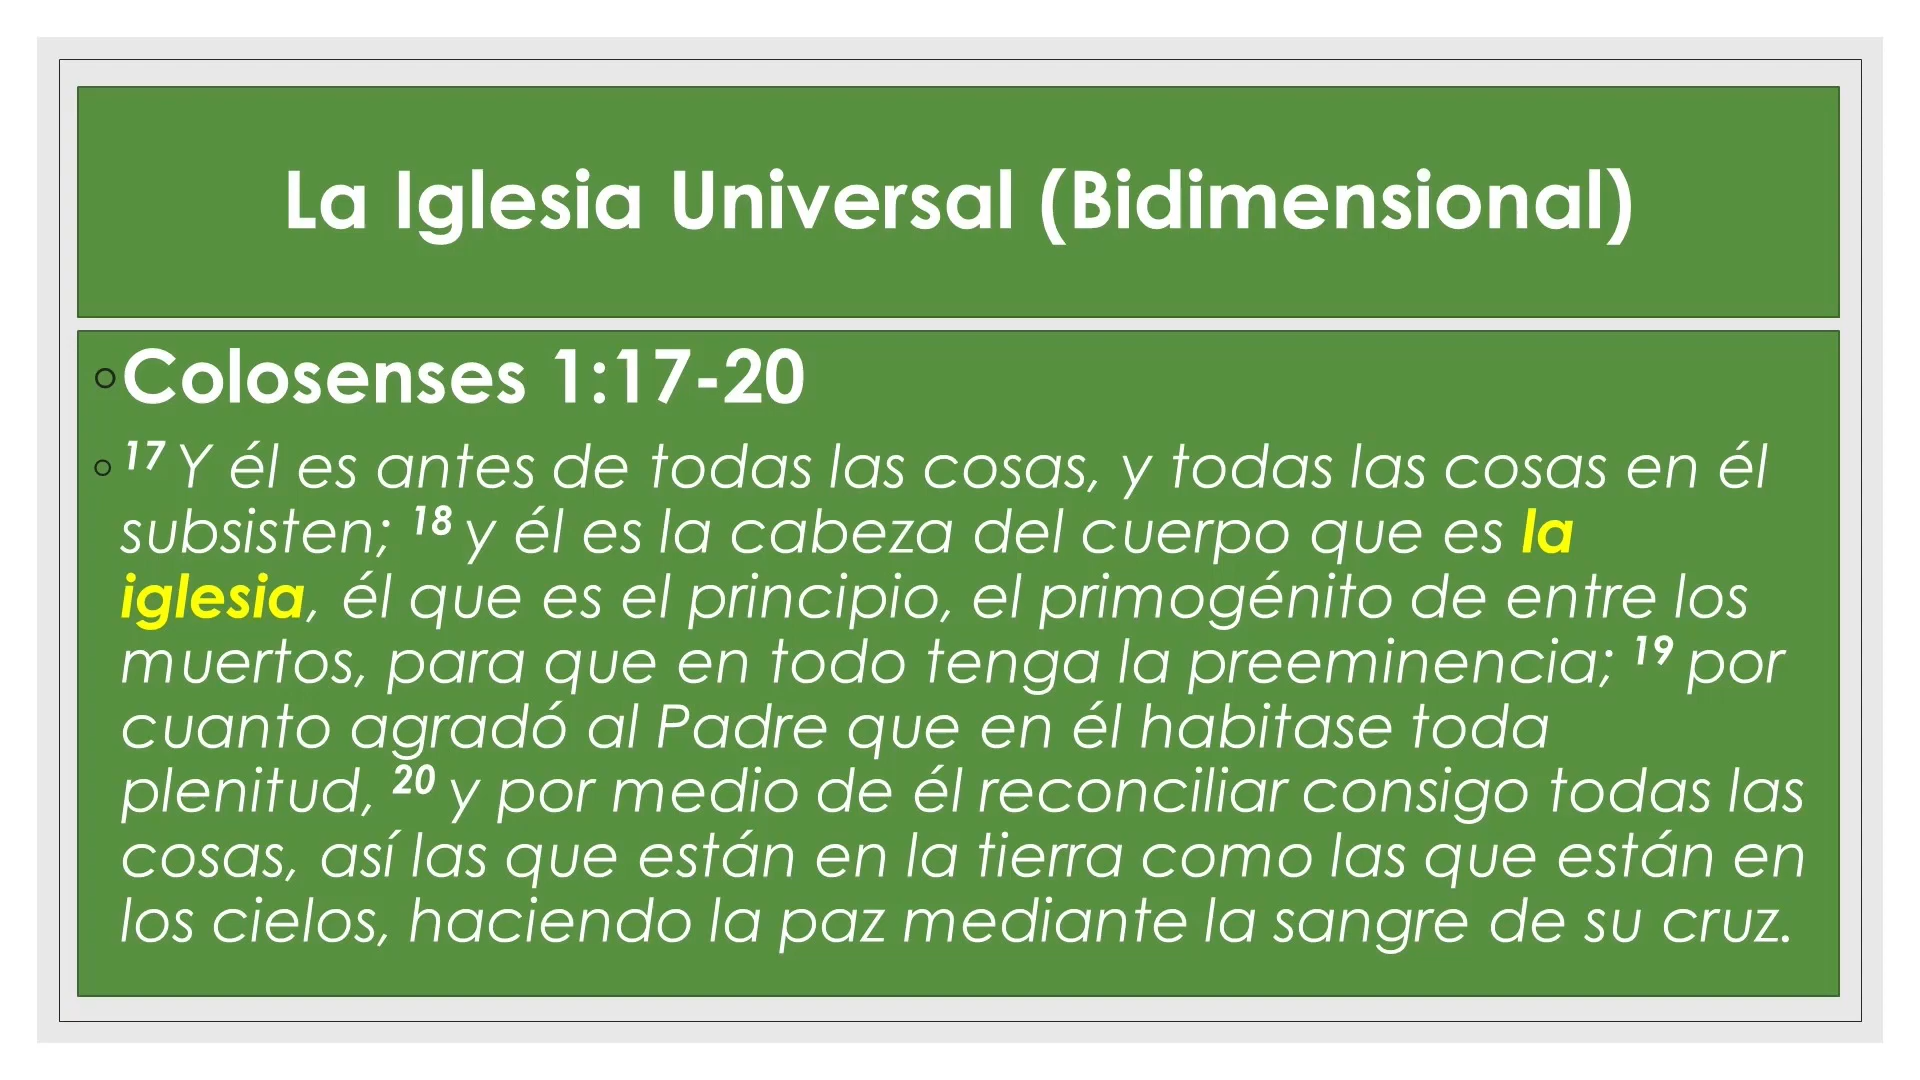 La Iglesia Universal (Bidimensional)
◦Colosenses 1:17-20
◦17 Y él es antes de todas las cosas, y todas las cosas en él
subsisten; 18 y él es la cabeza del cuerpo que es la
iglesia, él que es el principio, el primogénito de entre los
muertos, para que en todo tenga la preeminencia; 19 por
cuanto agradó al Padre que en él habitase toda
plenitud, 20 y por medio de él reconciliar consigo todas las
cosas, así las que están en la tierra como las que están en
los cielos, haciendo la paz mediante la sangre de su cruz.